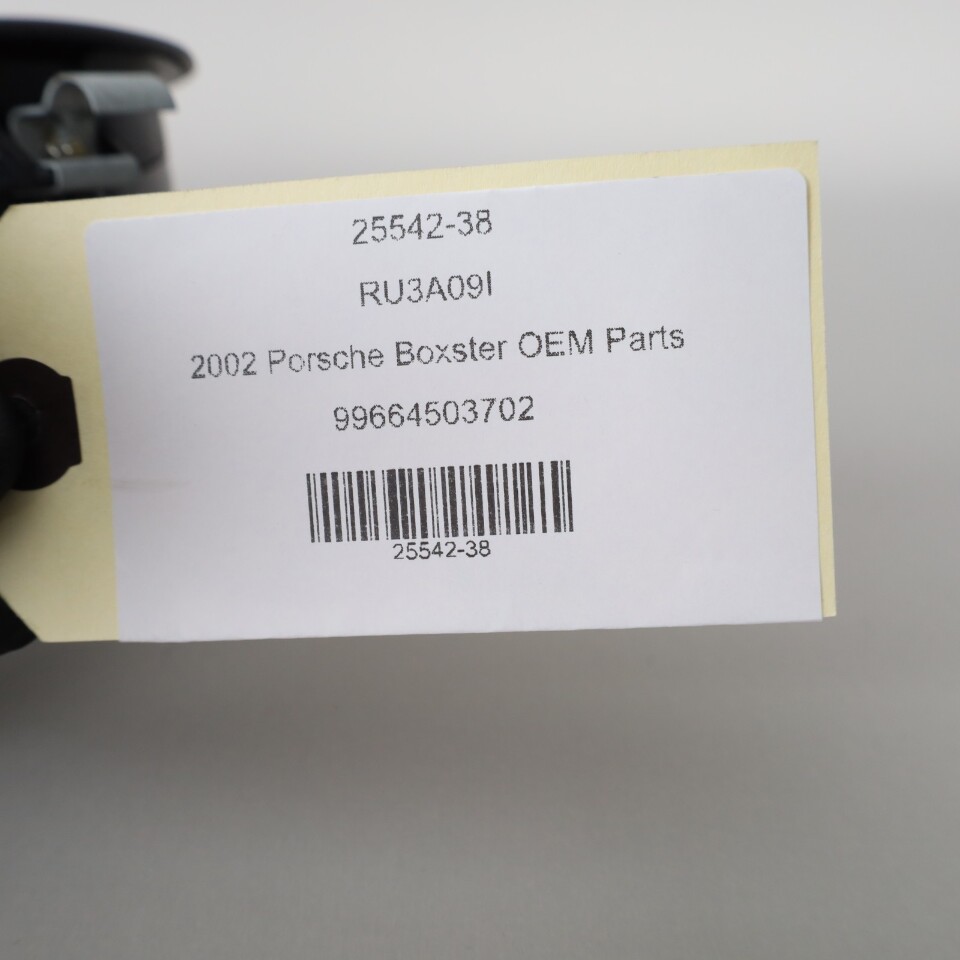 25542-38
RU3A09I
2002 Porsche Boxster OEM Parts
99664503702
25542-38